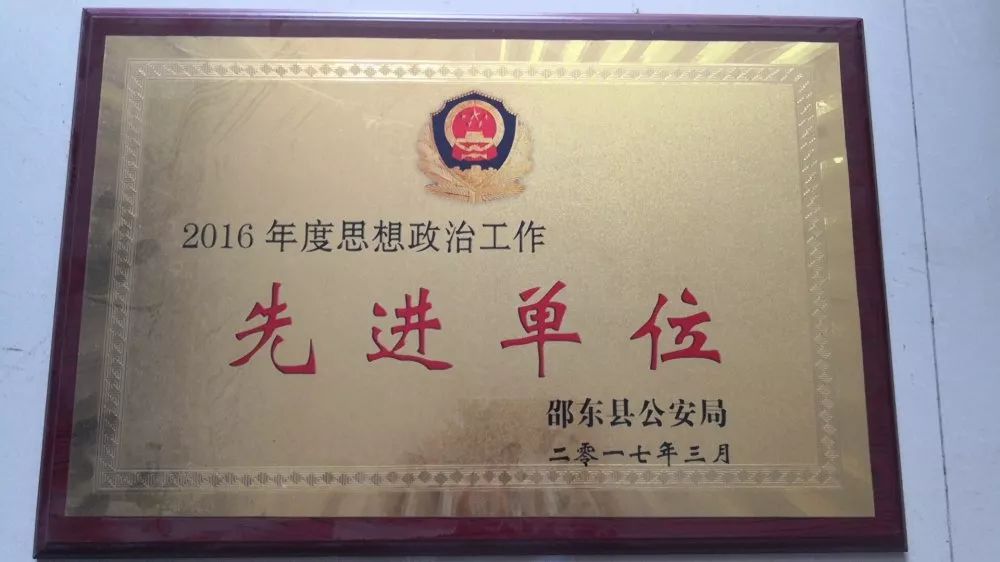 2016 年度思想政治工作
先进单位
邵东县公安局
二零一七年三月